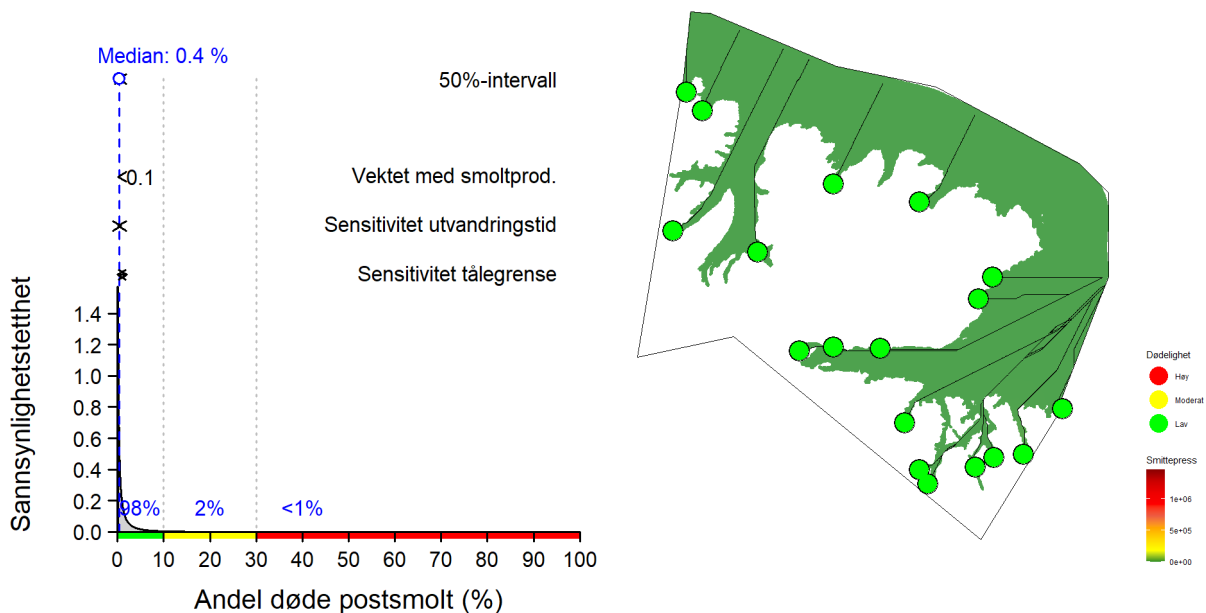 Median: 0.4 %
50%-intervall
<0.1
Vektet med smoltprod.
Sensitivitet utvandringstid
Sensitivitet tålegrense
Sannsynlighetstetthet
1.4
1.2
1.0
0.8
0.6
0.4
0.2
0.0
98%
2%
<1%
0 10 20 30 40 50 60 70 80 90 100
Andel døde postsmolt (%)
Dødelighet
Høy
Moderat
Lav
Smittepress
1e+06
5e+05
0e+00